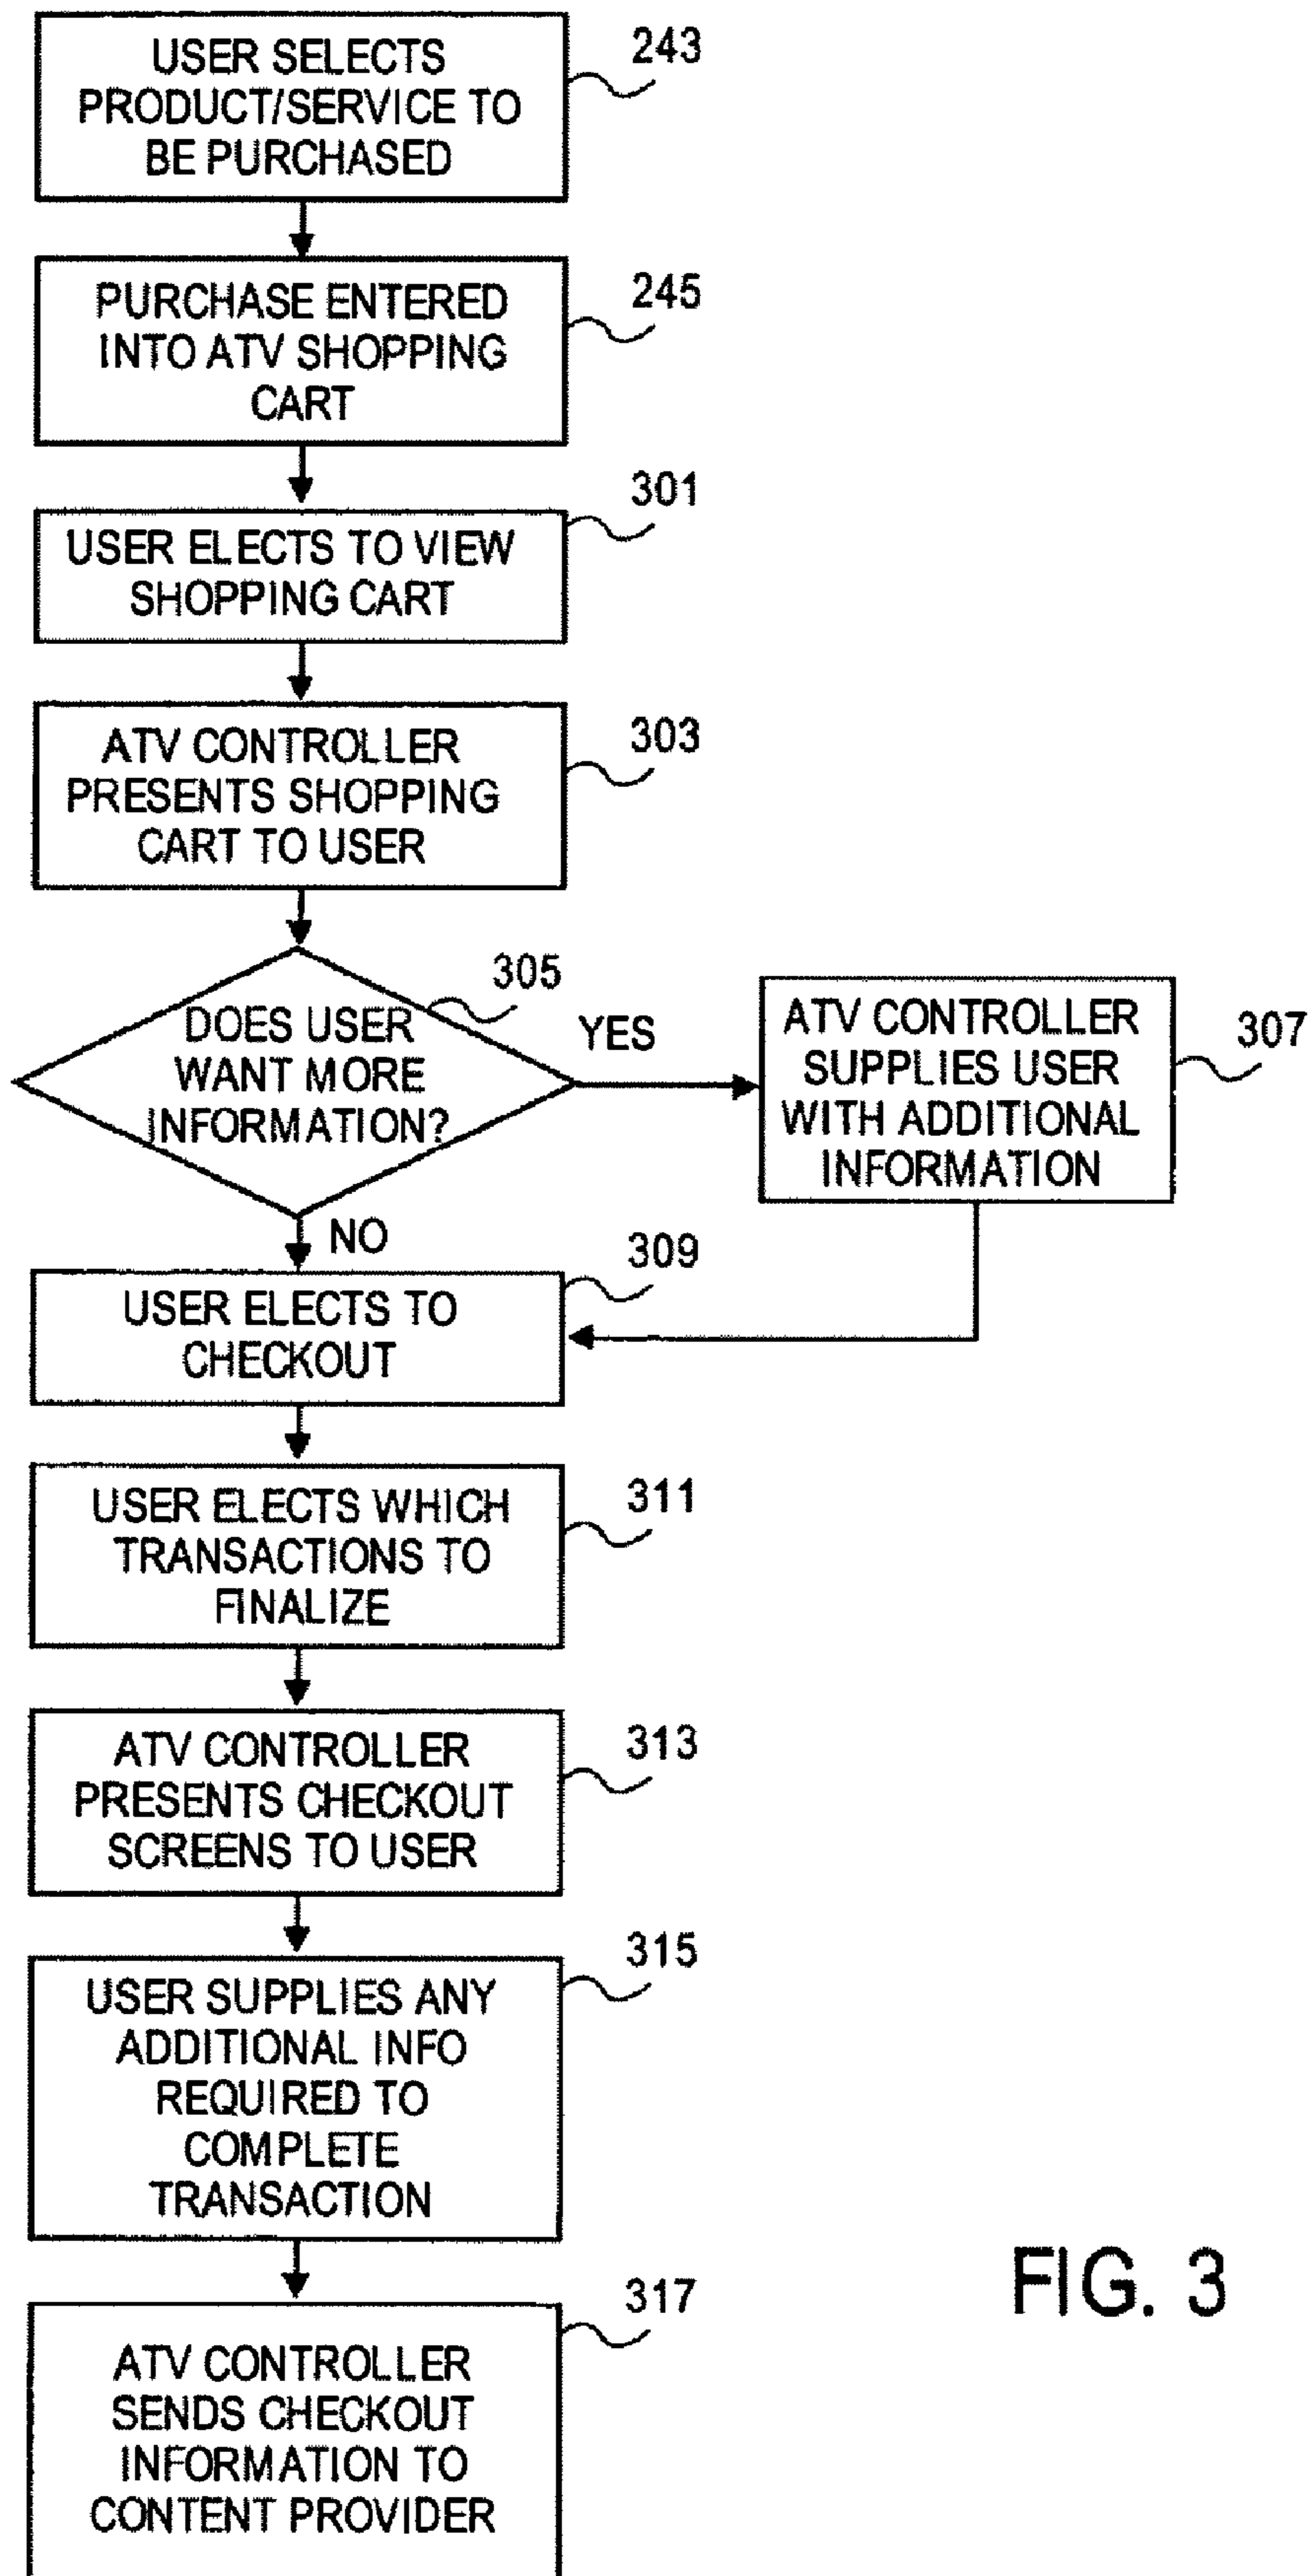 USER SELECTS
PRODUCT/SERVICE TO
BE PURCHASED
243
PURCHASE ENTERED
INTO ATV SHOPPING
CART
245
USER ELECTS TO VIEW
SHOPPING CART
301
ATV CONTROLLER
PRESENTS SHOPPING
CART TO USER
303
DOES USER
WANT MORE
INFORMATION?
305
YES
ATV CONTROLLER
SUPPLIES USER
WITH ADDITIONAL
INFORMATION
307
NO
USER ELECTS TO
CHECKOUT
309
USER ELECTS WHICH
TRANSACTIONS TO
FINALIZE
311
ATV CONTROLLER
PRESENTS CHECKOUT
SCREENS TO USER
313
USER SUPPLIES ANY
ADDITIONAL INFO
REQUIRED TO
COMPLETE
TRANSACTION
315
ATV CONTROLLER
SENDS CHECKOUT
INFORMATION TO
CONTENT PROVIDER
317
FIG. 3